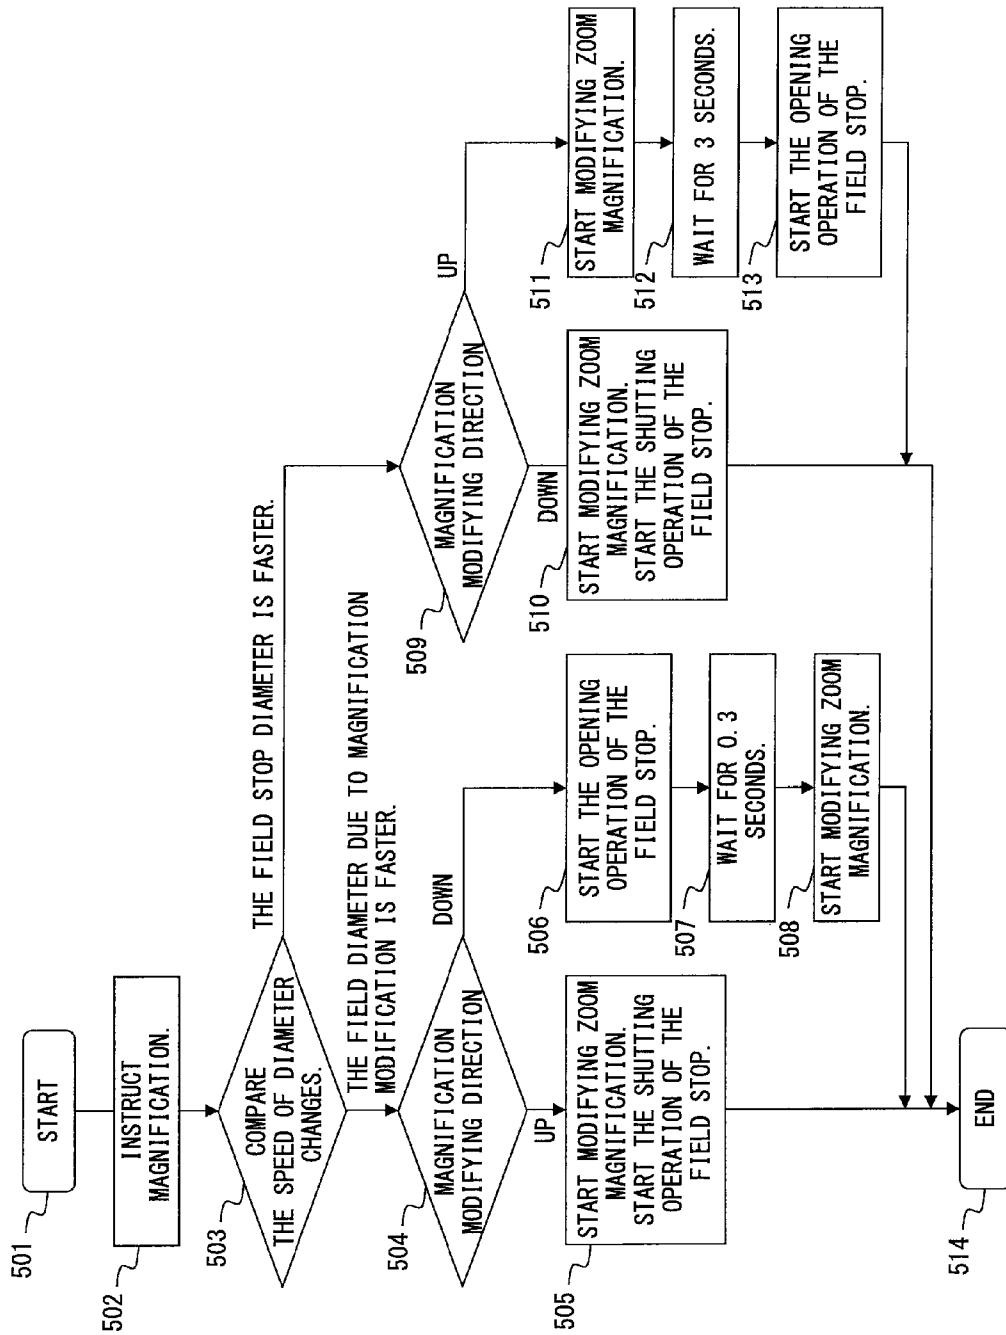 START
501
INSTRUCT
MAGNIFICATION.
502
COMPARE
THE SPEED OF DIAMETER
CHANGES.
503
THE FIELD STOP DIAMETER IS FASTER.
THE FIELD DIAMETER DUE TO MAGNIFICATION
MODIFICATION IS FASTER.
MAGNIFICATION
MODIFYING DIRECTION
504
UP
DOWN
START MODIFYING ZOOM
MAGNIFICATION.
START THE SHUTTING
OPERATION OF THE
FIELD STOP.
505
START THE OPENING
OPERATION OF THE
FIELD STOP.
506
WAIT FOR 0.3
SECONDS.
507
START MODIFYING ZOOM
MAGNIFICATION.
508
MAGNIFICATION
MODIFYING DIRECTION
509
DOWN
UP
START MODIFYING ZOOM
MAGNIFICATION.
START THE SHUTTING
OPERATION OF THE
FIELD STOP.
510
START MODIFYING ZOOM
MAGNIFICATION.
511
WAIT FOR 3 SECONDS.
512
START THE OPENING
OPERATION OF THE
FIELD STOP.
513
END
514